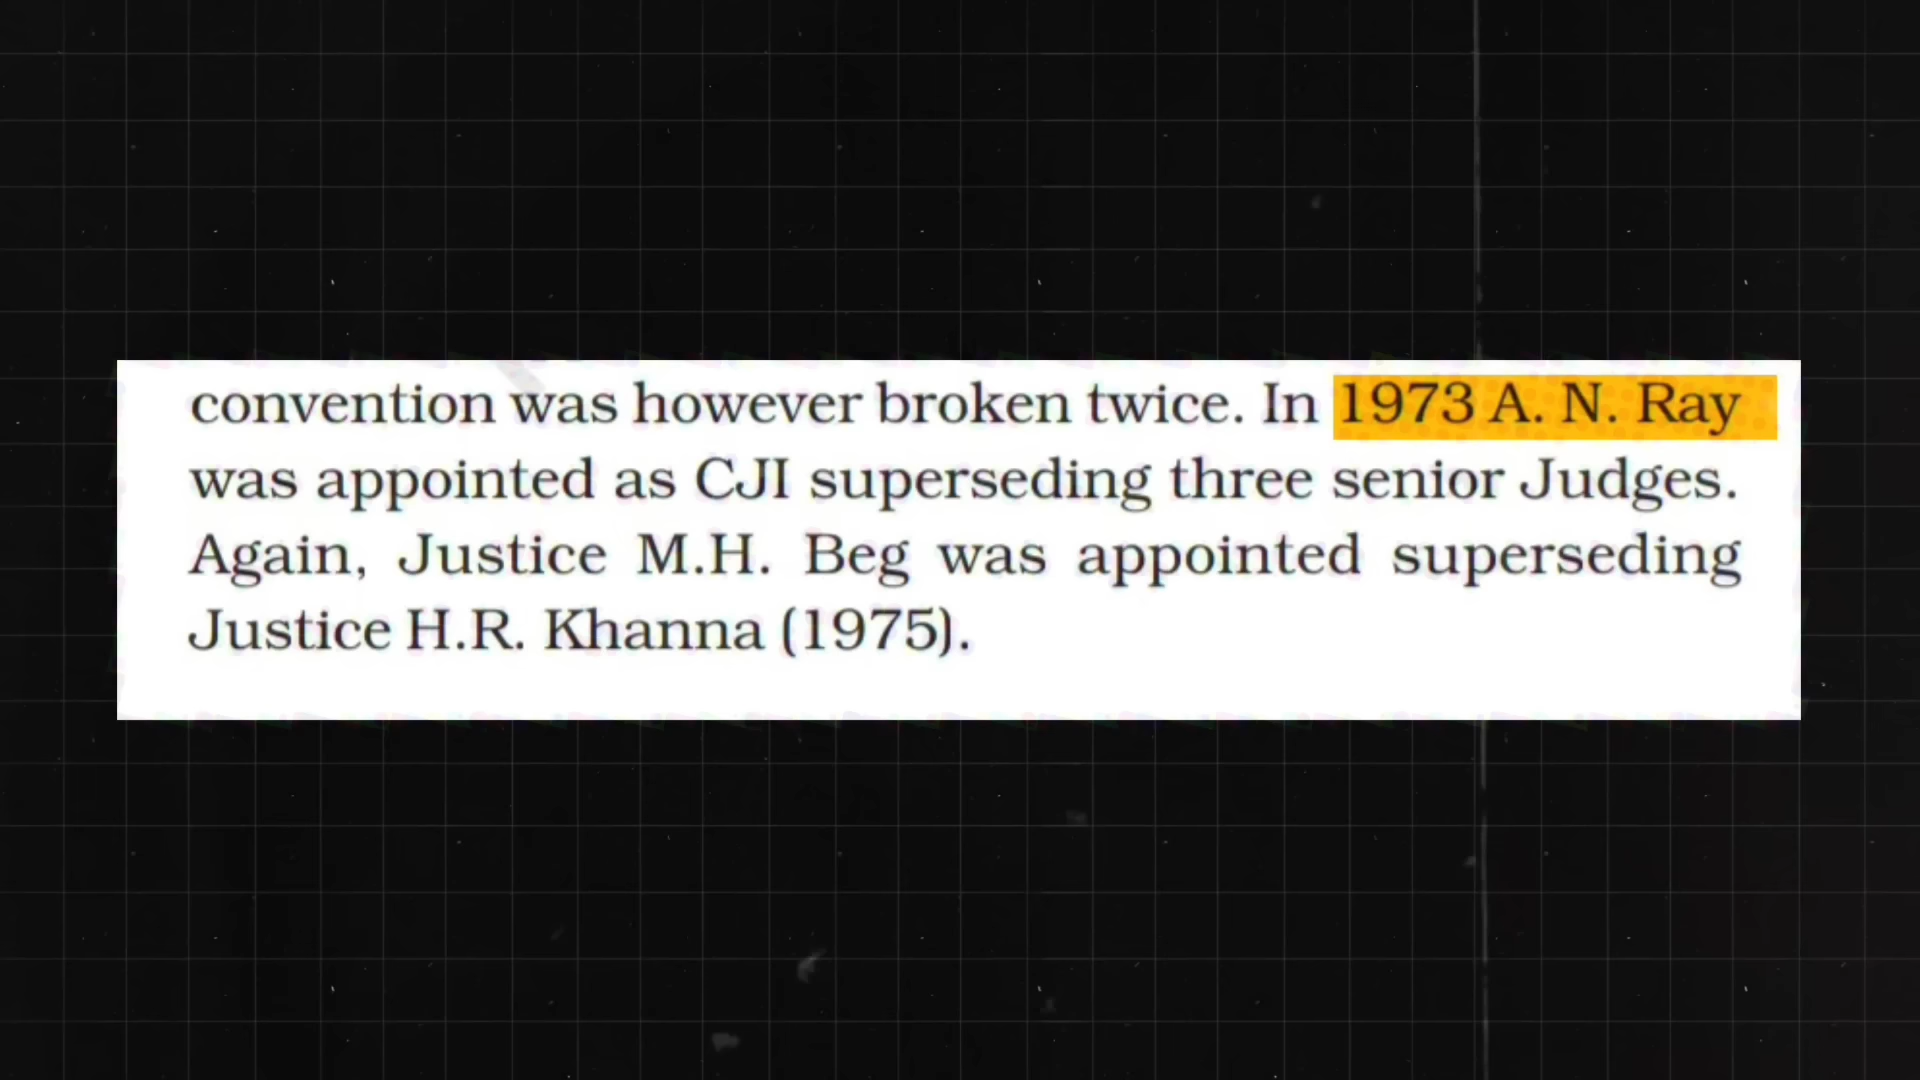 convention was however broken twice. In 1973 A. N. Ray
was appointed as CJI superseding three senior Judges.
Again, Justice M.H. Beg was appointed superseding
Justice H.R. Khanna (1975).